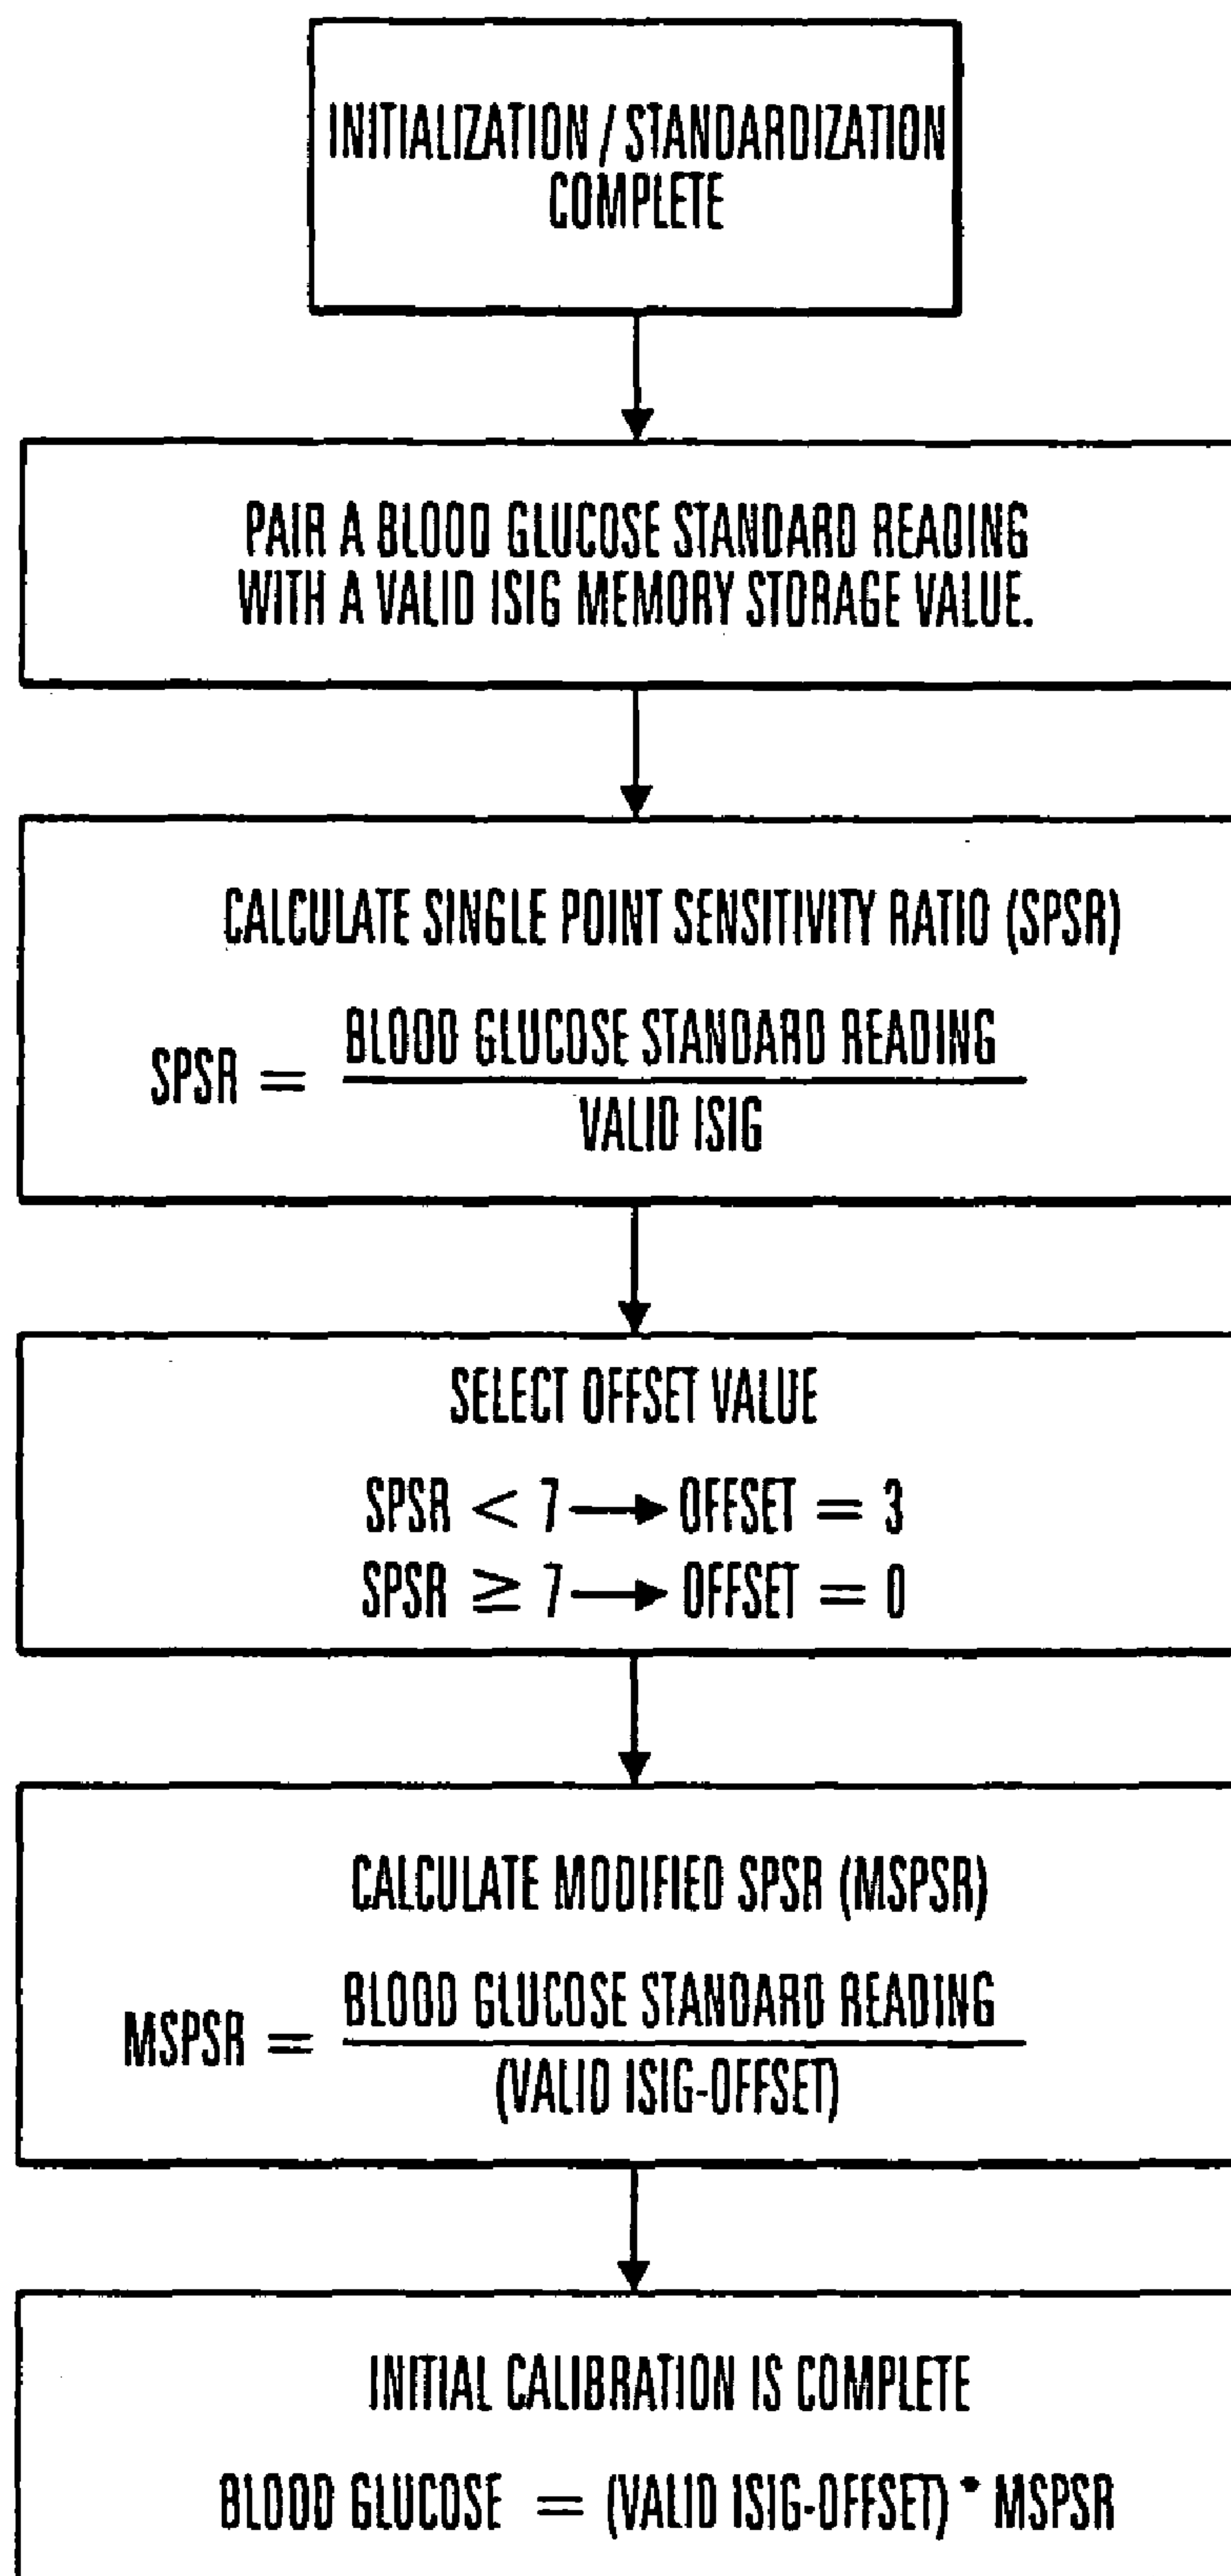 INITIALIZATION / STANDARDIZATION
COMPLETE
PAIR A BLOOD GLUCOSE STANDARD READING
WITH A VALID ISIG MEMORY STORAGE VALUE.
CALCULATE SINGLE POINT SENSITIVITY RATIO (SPSR)
SPSR = BLOOD GLUCOSE STANDARD READING
VALID ISIG
SELECT OFFSET VALUE
SPSR < 7 → OFFSET = 3
SPSR ≥ 7 → OFFSET = 0
CALCULATE MODIFIED SPSR (MSPSR)
MSPSR = BLOOD GLUCOSE STANDARD READING
(VALID ISIG-OFFSET)
INITIAL CALIBRATION IS COMPLETE
BLOOD GLUCOSE = (VALID ISIG-OFFSET) * MSPSR